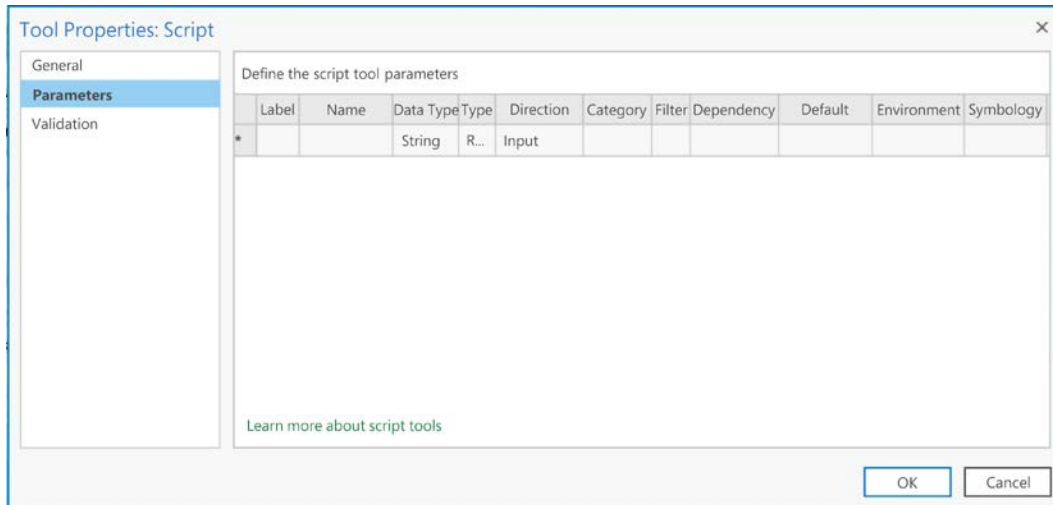 Tool Properties: Script
General
Parameters
Validation
Define the script tool parameters
Label Name Data Type Type Direction Category Filter Dependency Default Environment Symbology
* String R... Input
Learn more about script tools
OK Cancel